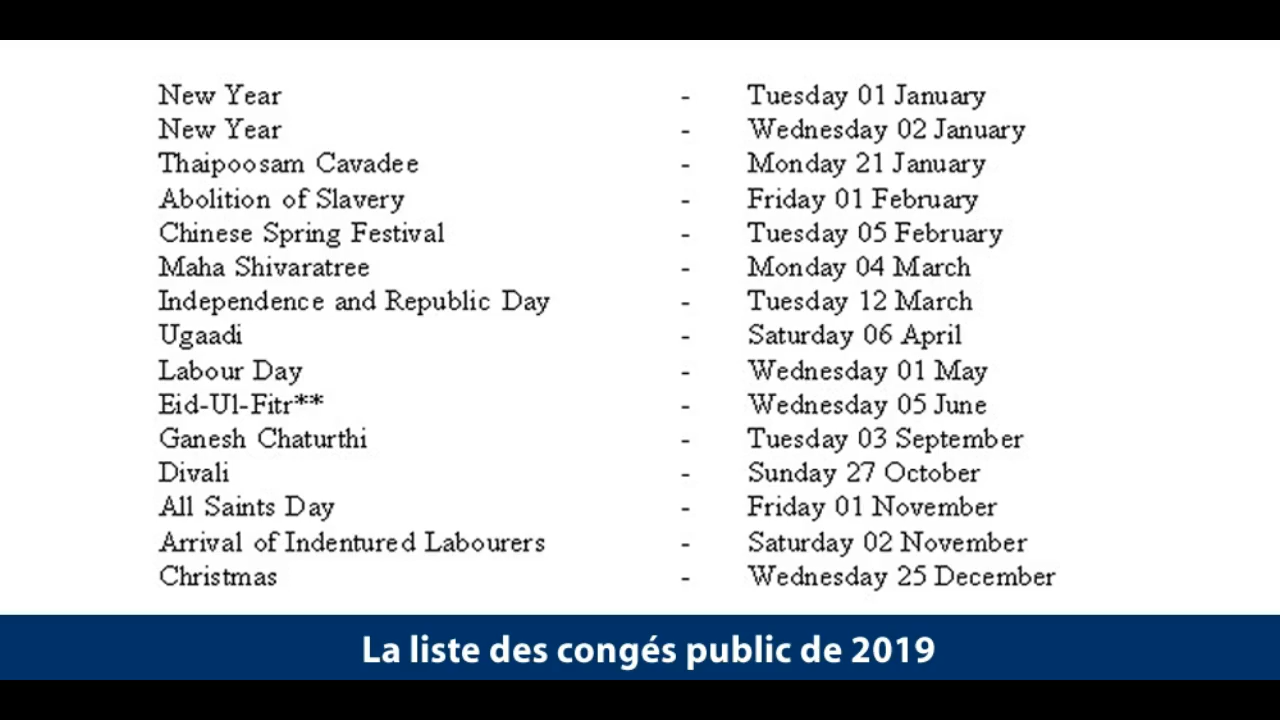 New Year - Tuesday 01 January
New Year - Wednesday 02 January
Thaipoosam Cavadee - Monday 21 January
Abolition of Slavery - Friday 01 February
Chinese Spring Festival - Tuesday 05 February
Maha Shivaratree - Monday 04 March
Independence and Republic Day - Tuesday 12 March
Ugaadi - Saturday 06 April
Labour Day - Wednesday 01 May
Eid-Ul-Fitr** - Wednesday 05 June
Ganesh Chaturthi - Tuesday 03 September
Divali - Sunday 27 October
All Saints Day - Friday 01 November
Arrival of Indentured Labourers - Saturday 02 November
Christmas - Wednesday 25 December
La liste des congés public de 2019